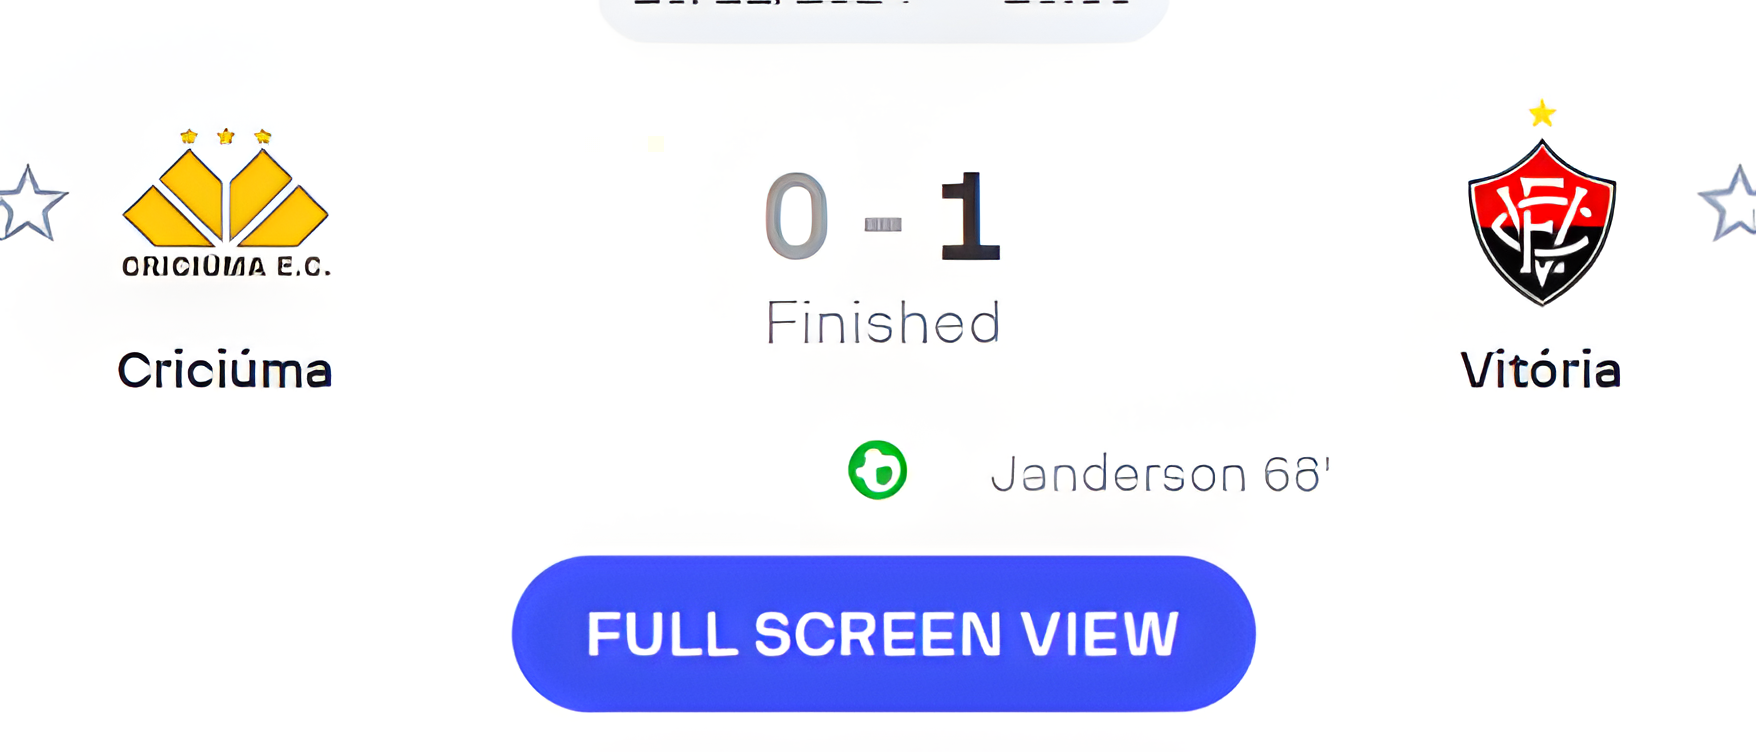 CRICIÚMA E.C.
0 - 1
Finished
Criciúma
Vitória
Janderson 68'
FULL SCREEN VIEW